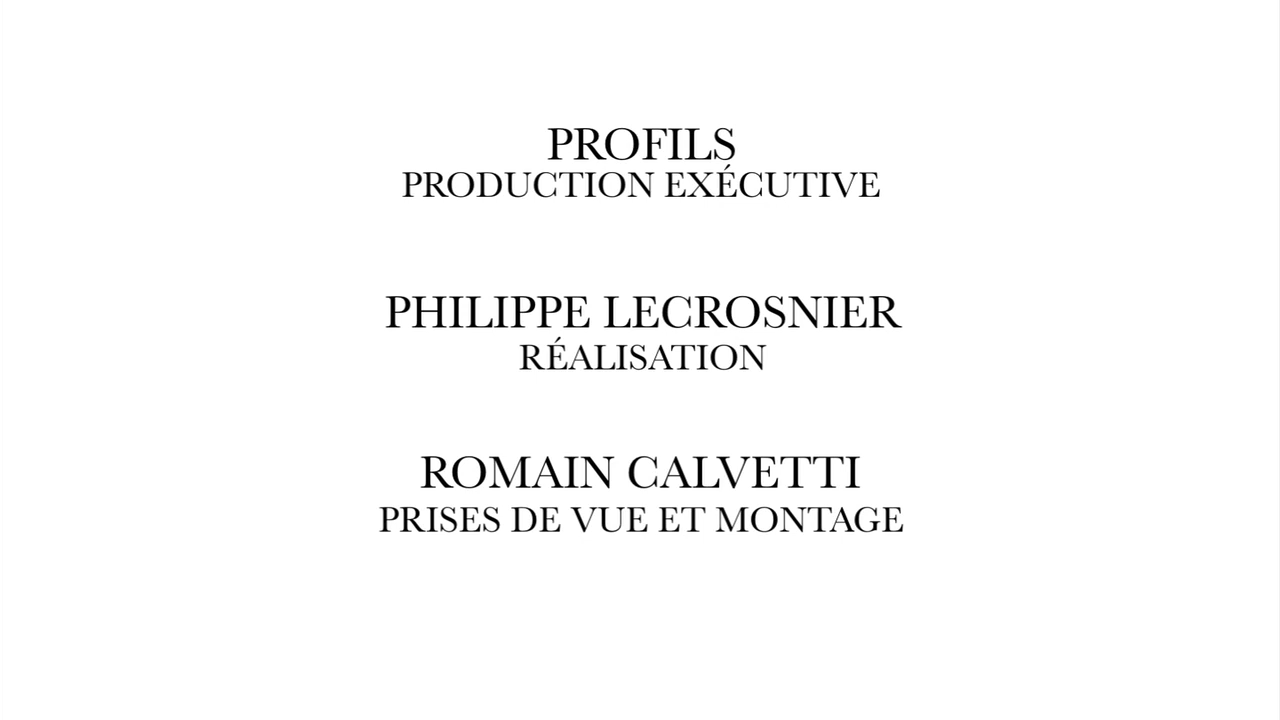 PROFILS
PRODUCTION EXÉCUTIVE
PHILIPPE LECROSNIER
RÉALISATION
ROMAIN CALVETTI
PRISES DE VUE ET MONTAGE